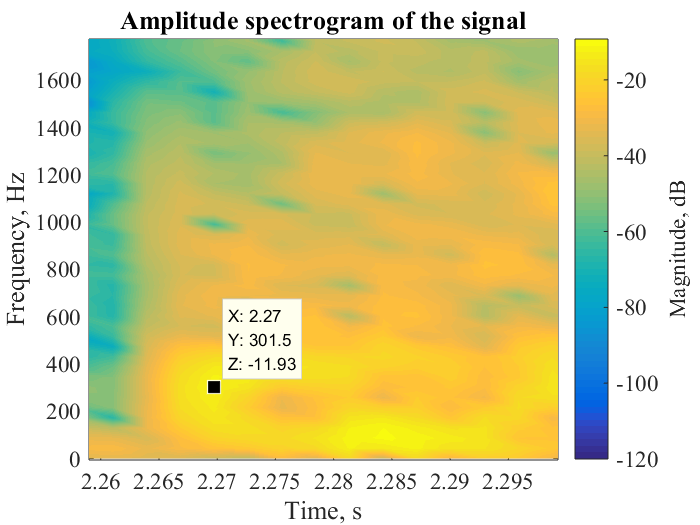 Amplitude spectrogram of the signal
1600
1400
1200
1000
800
600
400
200
0
Frequency, Hz
X: 2.27
Y: 301.5
Z: -11.93
2.26 2.265 2.27 2.275 2.28 2.285 2.29 2.295
Time, s
-20
-40
-60
-80
-100
-120
Magnitude, dB